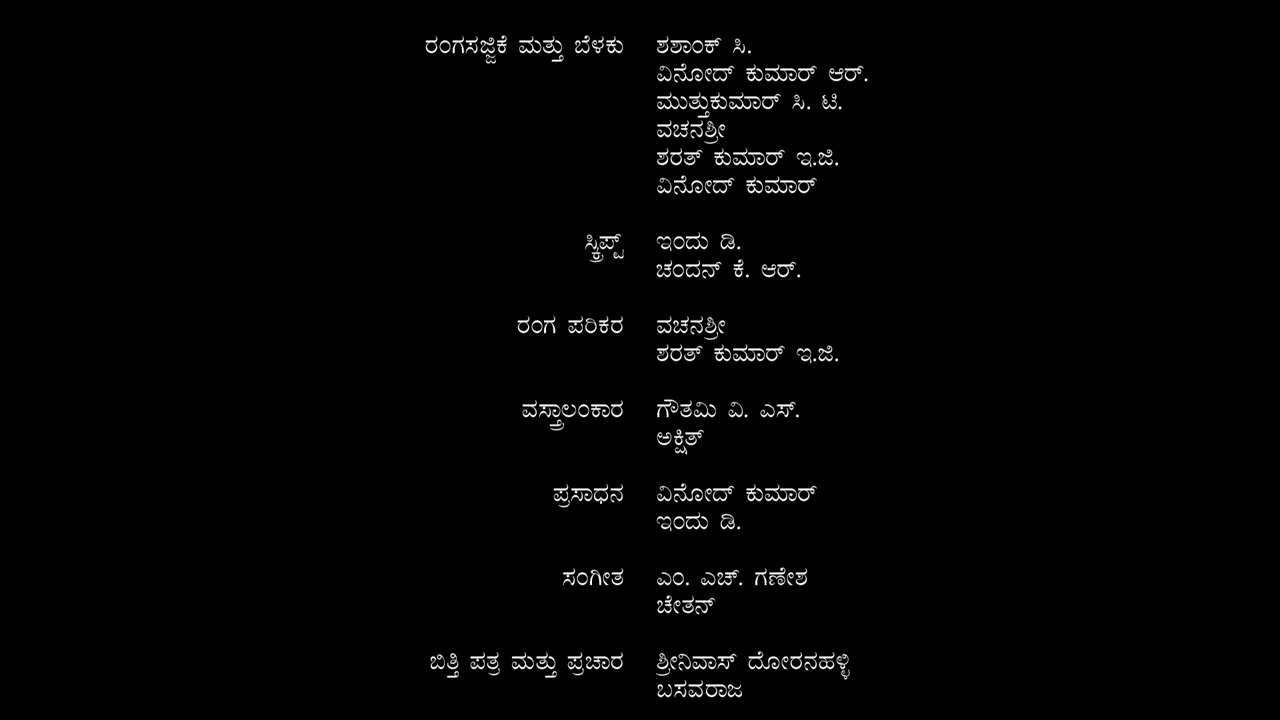 ರಂಗಸಜ್ಜಿಕೆ ಮತ್ತು ಬೆಳಕು ಶಶಾಂಕ್ ಸಿ.
ವಿನೋದ್ ಕುಮಾರ್ ಆರ್.
ಮುತ್ತುಕುಮಾರ್ ಸಿ. ಟಿ.
ವಚನಶ್ರೀ
ಶರತ್ ಕುಮಾರ್ ಇ.ಜಿ.
ವಿನೋದ್ ಕುಮಾರ್
ಸ್ಕ್ರಿಪ್ಟ್ ಇಂದು ಡಿ.
ಚಂದನ್ ಕೆ. ಆರ್.
ರಂಗ ಪರಿಕರ ವಚನಶ್ರೀ
ಶರತ್ ಕುಮಾರ್ ಇ.ಜಿ.
ವಸ್ತ್ರಾಲಂಕಾರ ಗೌತಮಿ ವಿ. ಎಸ್.
ಅಕ್ಷಿತ್
ಪ್ರಸಾಧನ ವಿನೋದ್ ಕುಮಾರ್
ಇಂದು ಡಿ.
ಸಂಗೀತ ಎಂ. ಎಚ್. ಗಣೇಶ
ಚೇತನ್
ಬಿತ್ತಿ ಪತ್ರ ಮತ್ತು ಪ್ರಚಾರ ಶ್ರೀನಿವಾಸ್ ದೋರನಹಳ್ಳಿ
ಬಸವರಾಜ